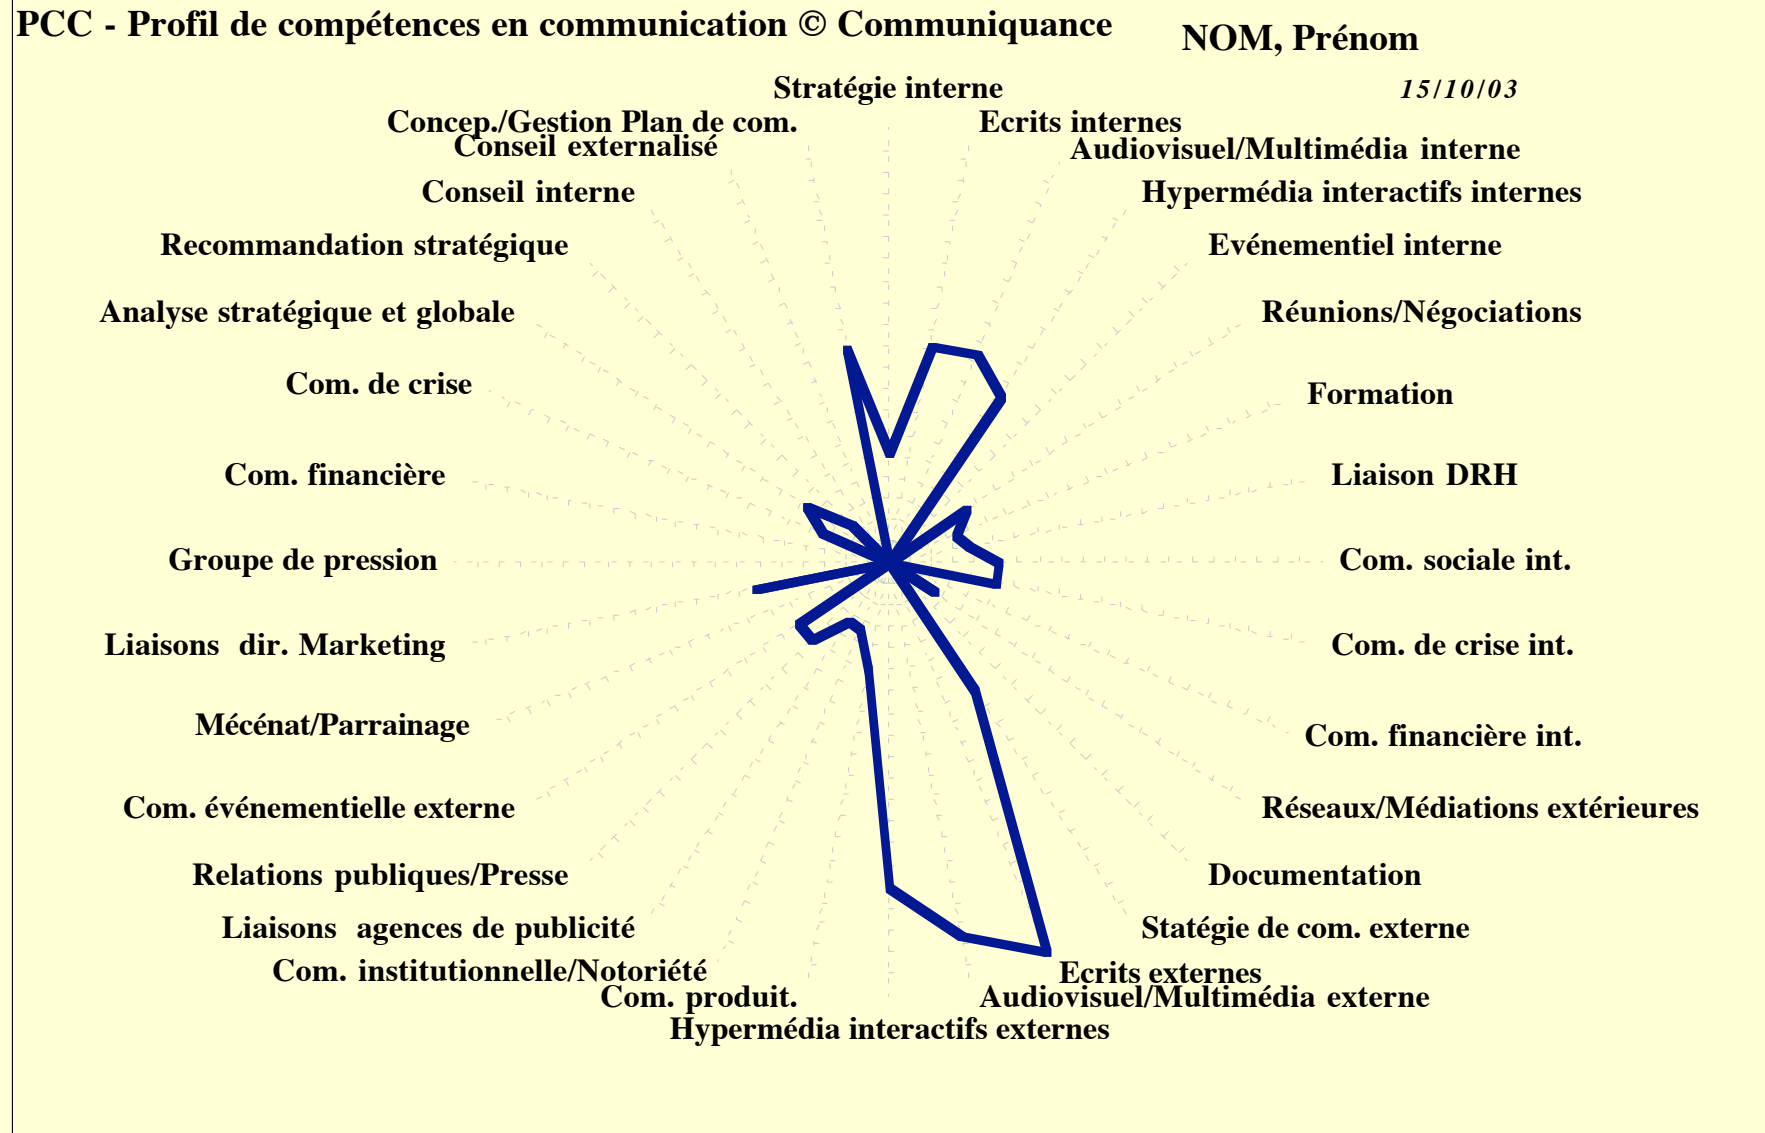 PCC - Profil de compétences en communication © Communiquance
NOM, Prénom
15/10/03
Stratégie interne
Ecrits internes
Audiovisuel/Multimédia interne
Hypermédia interactifs internes
Evénementiel interne
Réunions/Négociations
Formation
Liaison DRH
Com. sociale int.
Com. de crise int.
Com. financière int.
Réseaux/Médiations extérieures
Documentation
Statégie de com. externe
Ecrits externes
Audiovisuel/Multimédia externe
Hypermédia interactifs externes
Com. produit.
Com. institutionnelle/Notoriété
Liaisons agences de publicité
Relations publiques/Presse
Com. événementielle externe
Mécénat/Parrainage
Liaisons dir. Marketing
Groupe de pression
Com. financière
Com. de crise
Analyse stratégique et globale
Recommandation stratégique
Conseil interne
Conseil externalisé
Concep./Gestion Plan de com.